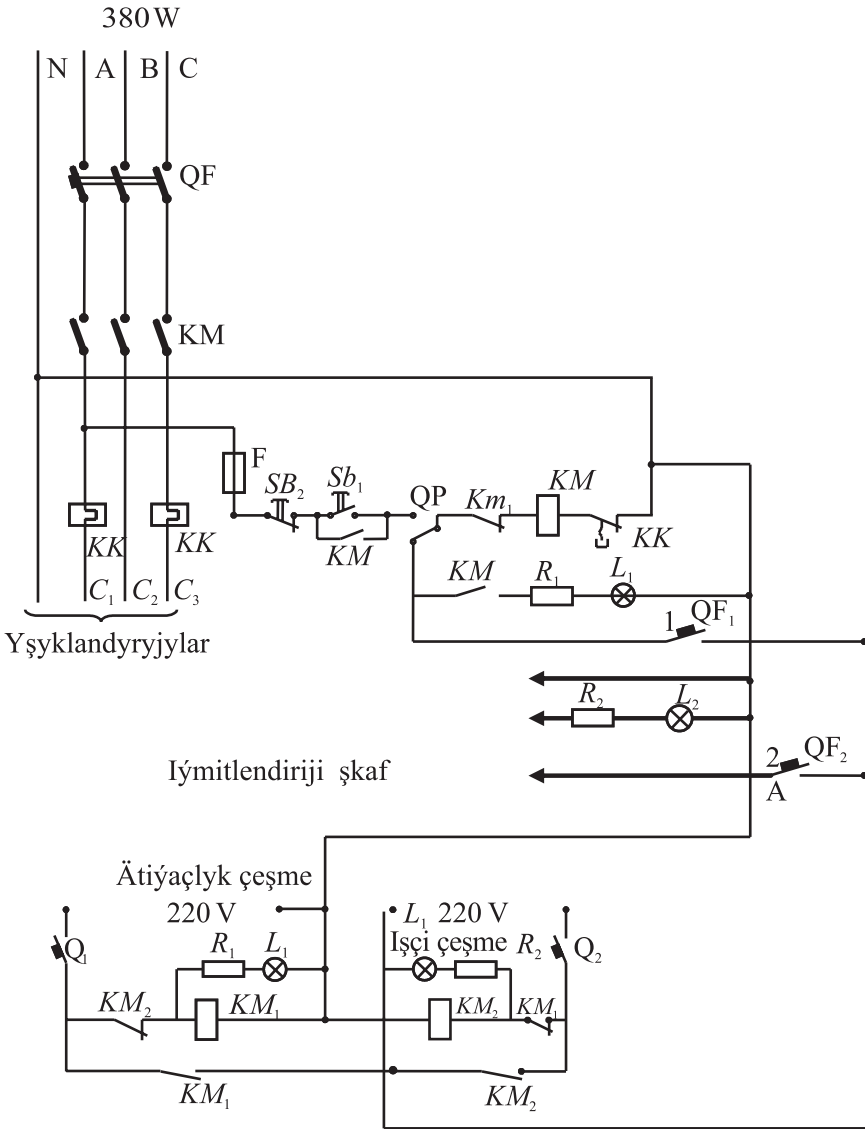 380 W
N A B C
QF
KM
F
SB₂ Sb₁ QP Km₁ KM
KK KK KM KK
KM R₁ L₁
C₁ C₂ C₃
1 QF₁
Yşyklandyryjylar
R₂ L₂
2 QF₂
Iýmitlendiriji şkaf
A
Ätiýaçlyk çeşme
220 V L₁ 220 V
Q₁ R₁ L₁ Işçi çeşme R₂ Q₂
KM₂ KM₁ KM₂ KM₁
KM₁ KM₂